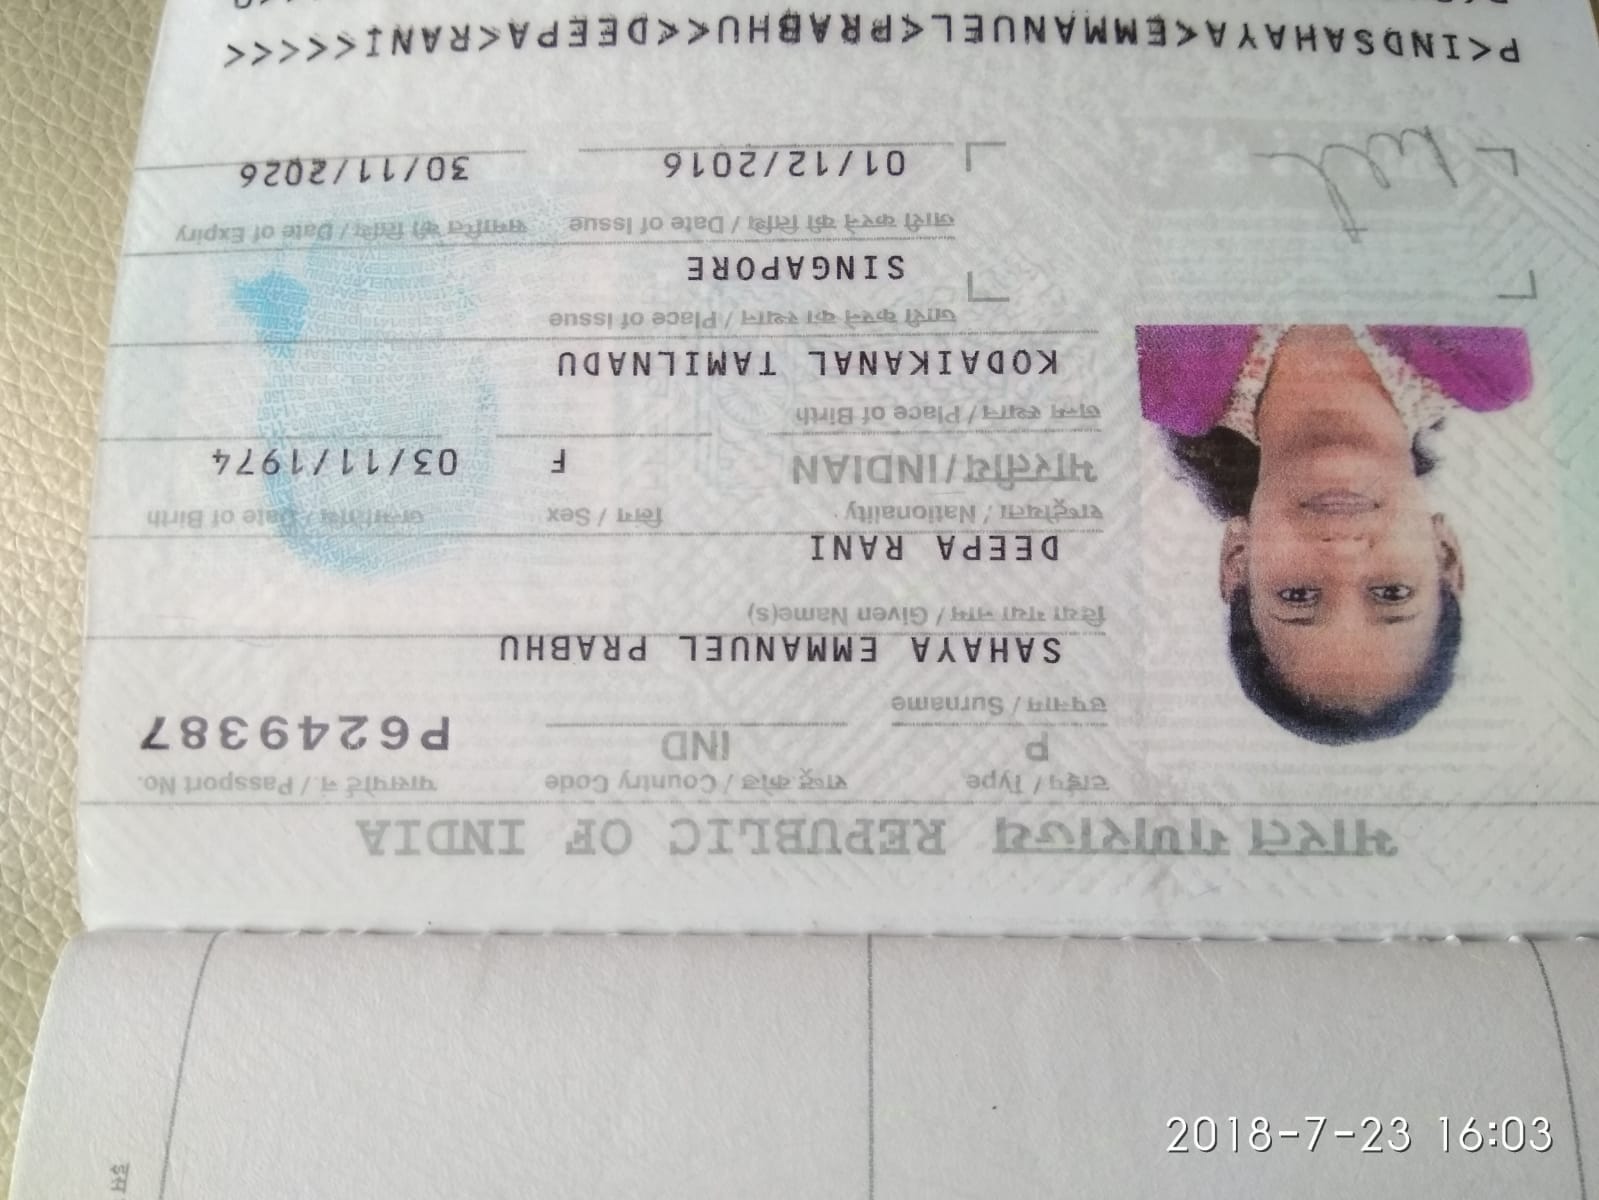 भारत गणराज्य REPUBLIC OF INDIA
टाईप / Type राष्ट्र कोड / Country Code पासपोर्ट नं. / Passport No.
P IND P6249387
उपनाम / Surname
SAHAYA EMMANUEL PRABHU
दिया गया नाम / Given Name(s)
DEEPA RANI
राष्ट्रीयता / Nationality लिंग / Sex जन्मतिथि / Date of Birth
भारतीय/INDIAN F 03/11/1974
जन्म स्थान / Place of Birth
KODAIKANAL TAMILNADU
जारी करने का स्थान / Place of Issue
SINGAPORE
जारी करने की तिथि / Date of Issue समाप्ति की तिथि / Date of Expiry
01/12/2016 30/11/2026
P<INDSAHAYA<EMMANUEL<PRABHU<<DEEPA<RANI<<<<<
2018-7-23 16:03